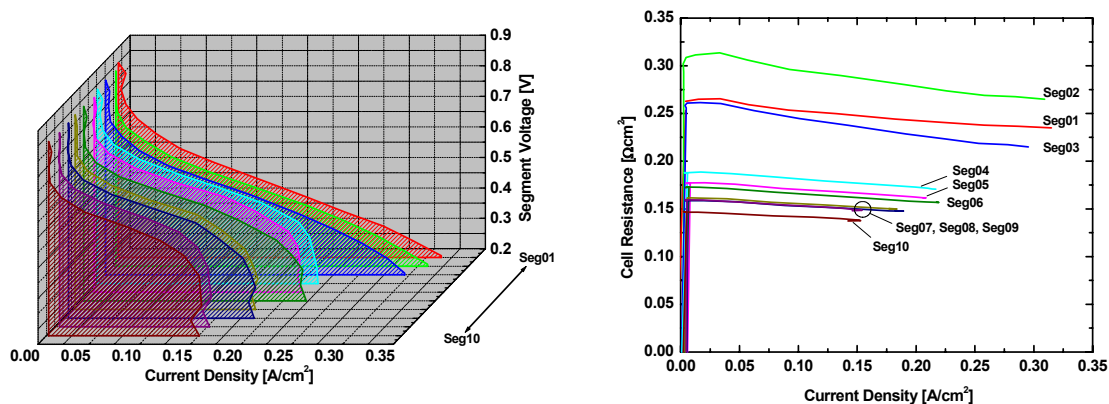 0.9
0.8
0.7
0.6
0.5
0.4
0.3
0.2
Segment Voltage [V]
Seg01
Seg10
0.00 0.05 0.10 0.15 0.20 0.25 0.30 0.35
Current Density [A/cm²]
0.35
0.30
0.25
0.20
0.15
0.10
0.05
0.00
Cell Resistance [Ωcm²]
Seg02
Seg01
Seg03
Seg04
Seg05
Seg06
Seg07, Seg08, Seg09
Seg10
0.00 0.05 0.10 0.15 0.20 0.25 0.30 0.35
Current Density [A/cm²]